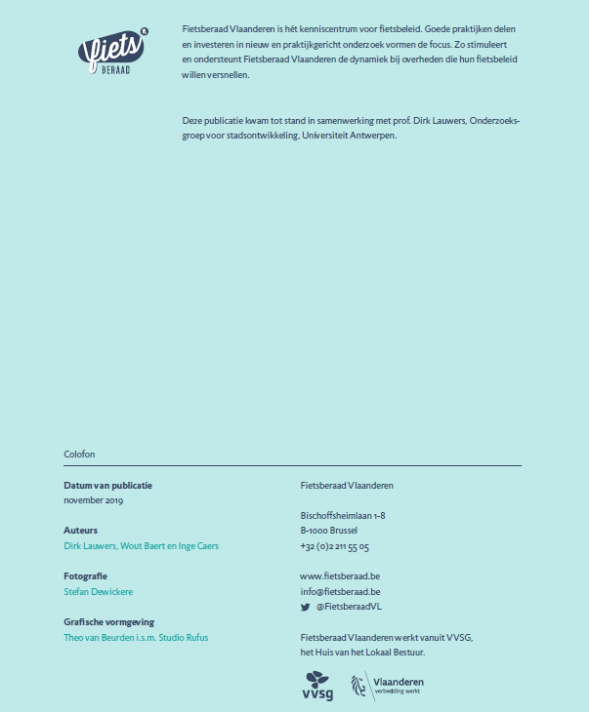 fiets
BERAAD
Fietsberaad Vlaanderen is hét kenniscentrum voor fietsbeleid. Goede praktijken delen
en investeren in nieuw en praktijkgericht onderzoek vormen de focus. Zo stimuleert
en ondersteunt Fietsberaad Vlaanderen de dynamiek bij overheden die hun fietsbeleid
willen versnellen.
Deze publicatie kwam tot stand in samenwerking met prof. Dirk Lauwers, Onderzoeks-
groep voor stadsontwikkeling, Universiteit Antwerpen.
Colofon
Datum van publicatie
november 2019
Auteurs
Dirk Lauwers, Wout Baert en Inge Caers
Fotografie
Stefan Dewickere
Grafische vormgeving
Theo van Beurden i.s.m. Studio Rufus
Fietsberaad Vlaanderen
Bischoffsheimlaan 1-8
B-1000 Brussel
+32 (0)2 211 55 05
www.fietsberaad.be
info@fietsberaad.be
@FietsberaadVL
Fietsberaad Vlaanderen werkt vanuit VVSG,
het Huis van het Lokaal Bestuur.
vvsg
Vlaanderen
verbeelding werkt